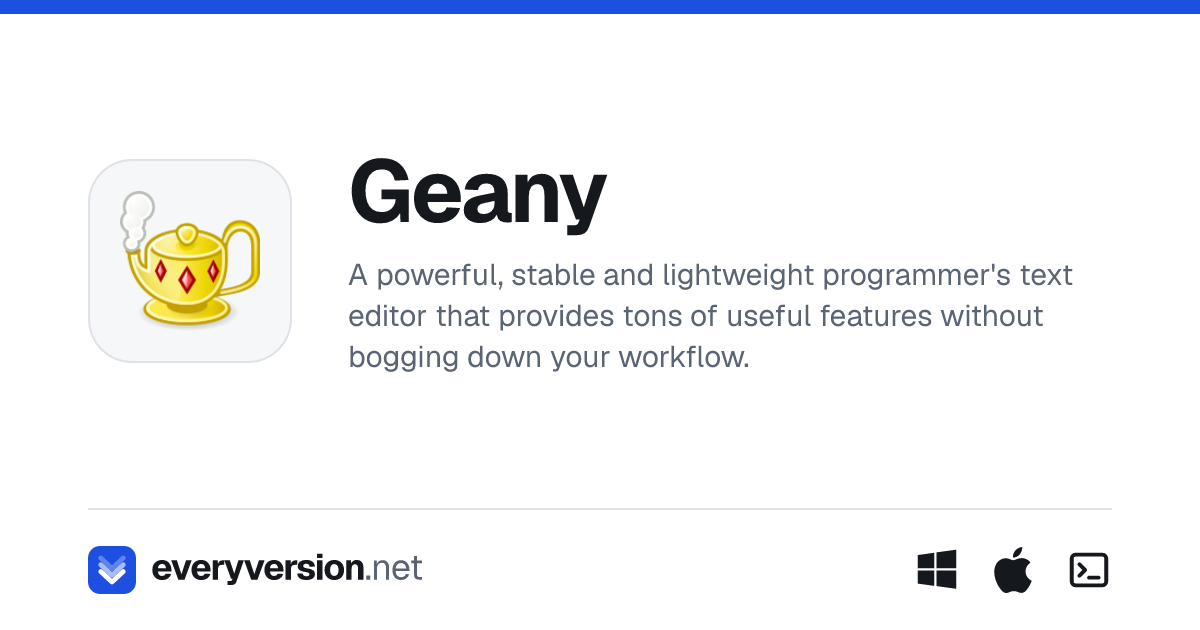 Geany
A powerful, stable and lightweight programmer's text
editor that provides tons of useful features without
bogging down your workflow.
everyversion.net